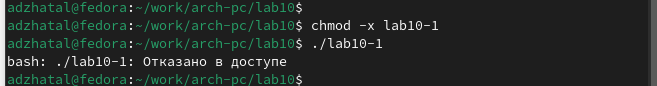 adzhatal@fedora:~/work/arch-pc/lab10$
adzhatal@fedora:~/work/arch-pc/lab10$ chmod -x lab10-1
adzhatal@fedora:~/work/arch-pc/lab10$ ./lab10-1
bash: ./lab10-1: Отказано в доступе
adzhatal@fedora:~/work/arch-pc/lab10$